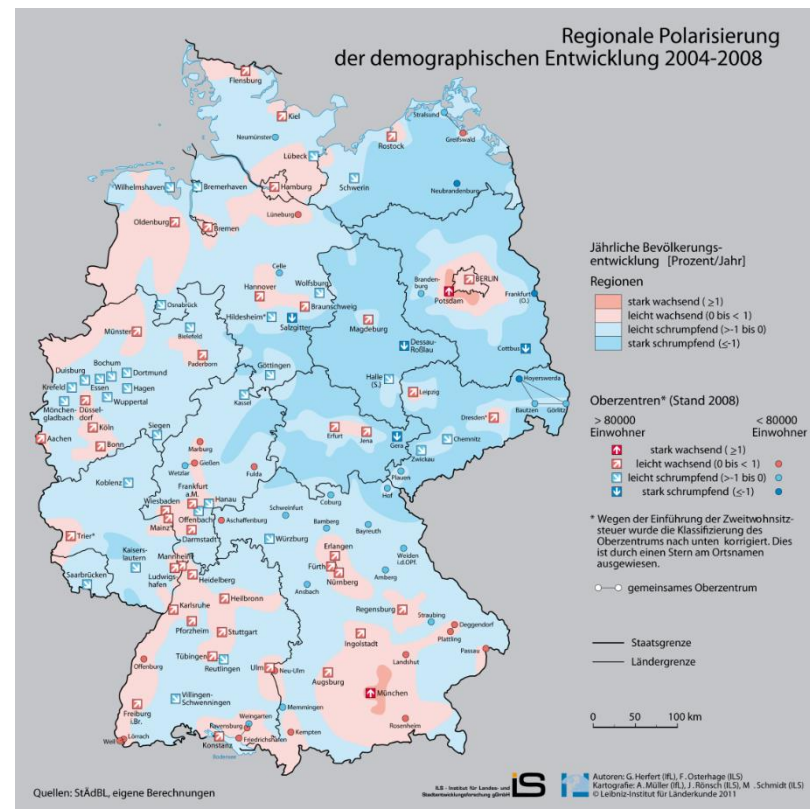 Regionale Polarisierung
der demographischen Entwicklung 2004-2008
Flensburg
Kiel
Neumünster
Lübeck
Stralsund
Greifswald
Rostock
Schwerin
Neubrandenburg
Wilhelmshaven
Bremerhaven
Hamburg
Oldenburg
Bremen
Lüneburg
Celle
Hannover
Wolfsburg
Braunschweig
Hildesheim*
Salzgitter
Magdeburg
Branden-
burg
BERLIN
Potsdam
Frankfurt
(O.)
Cottbus
Dessau-
Roßlau
Osnabrück
Münster
Bielefeld
Paderborn
Göttingen
Kassel
Halle
(S.)
Leipzig
Hoyerswerda
Bautzen
Görlitz
Dresden*
Duisburg
Bochum
Dortmund
Krefeld
Essen
Hagen
Mönchen-
gladbach
Wuppertal
Düssel-
dorf
Köln
Aachen
Bonn
Siegen
Marburg
Gießen
Wetzlar
Fulda
Erfurt
Jena
Gera
Chemnitz
Zwickau
Plauen
Hof
Koblenz
Frankfurt
a.M.
Wiesbaden
Hanau
Offenbach
Aschaffenburg
Mainz
Darmstadt
Trier*
Schweinfurt
Coburg
Bamberg
Bayreuth
Würzburg
Weiden
i.d.OPf.
Amberg
Kaisers-
lautern
Saarbrücken
Mannheim
Ludwigs-
hafen
Heidelberg
Erlangen
Fürth
Nürnberg
Ansbach
Heilbronn
Karlsruhe
Pforzheim
Stuttgart
Regensburg
Straubing
Deggendorf
Plattling
Passau
Ingolstadt
Landshut
Tübingen
Reutlingen
Offenburg
Ulm
Neu-Ulm
Augsburg
München
Villingen-
Schwenningen
Memmingen
Freiburg
i.Br.
Weingarten
Ravensburg
Kempten
Rosenheim
Lörrach
Weil
Konstanz
Friedrichshafen
Bodensee
Jährliche Bevölkerungs-
entwicklung [Prozent/Jahr]
Regionen
stark wachsend ( ≥1)
leicht wachsend (0 bis < 1)
leicht schrumpfend (>-1 bis 0)
stark schrumpfend (≤-1)
Oberzentren* (Stand 2008)
> 80000
Einwohner
< 80000
Einwohner
stark wachsend (≥1)
leicht wachsend (0 bis < 1)
leicht schrumpfend (>-1 bis 0)
stark schrumpfend (≤-1)
* Wegen der Einführung der Zweitwohnsitz-
steuer wurde die Klassifizierung des
Oberzentrums nach unten korrigiert. Dies
ist durch einen Stern am Ortsnamen
ausgewiesen.
gemeinsames Oberzentrum
Staatsgrenze
Ländergrenze
0 50 100 km
Quellen: StÄdBL, eigene Berechnungen
ILS - Institut für Landes- und
Stadtentwicklungsforschung gGmbH
ILS
Autoren: G. Herfert (IfL), F. Osterhage (ILS)
Kartografie: A. Müller (IfL), J. Rönsch (ILS), M. Schmidt (ILS)
© Leibniz-Institut für Länderkunde 2011